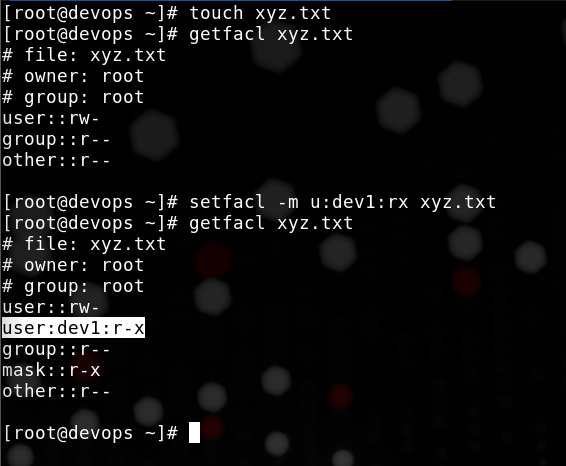 [root@devops ~]# touch xyz.txt
[root@devops ~]# getfacl xyz.txt
# file: xyz.txt
# owner: root
# group: root
user::rw-
group::r--
other::r--
[root@devops ~]# setfacl -m u:dev1:rx xyz.txt
[root@devops ~]# getfacl xyz.txt
# file: xyz.txt
# owner: root
# group: root
user::rw-
user:dev1:r-x
group::r--
mask::r-x
other::r--
[root@devops ~]#